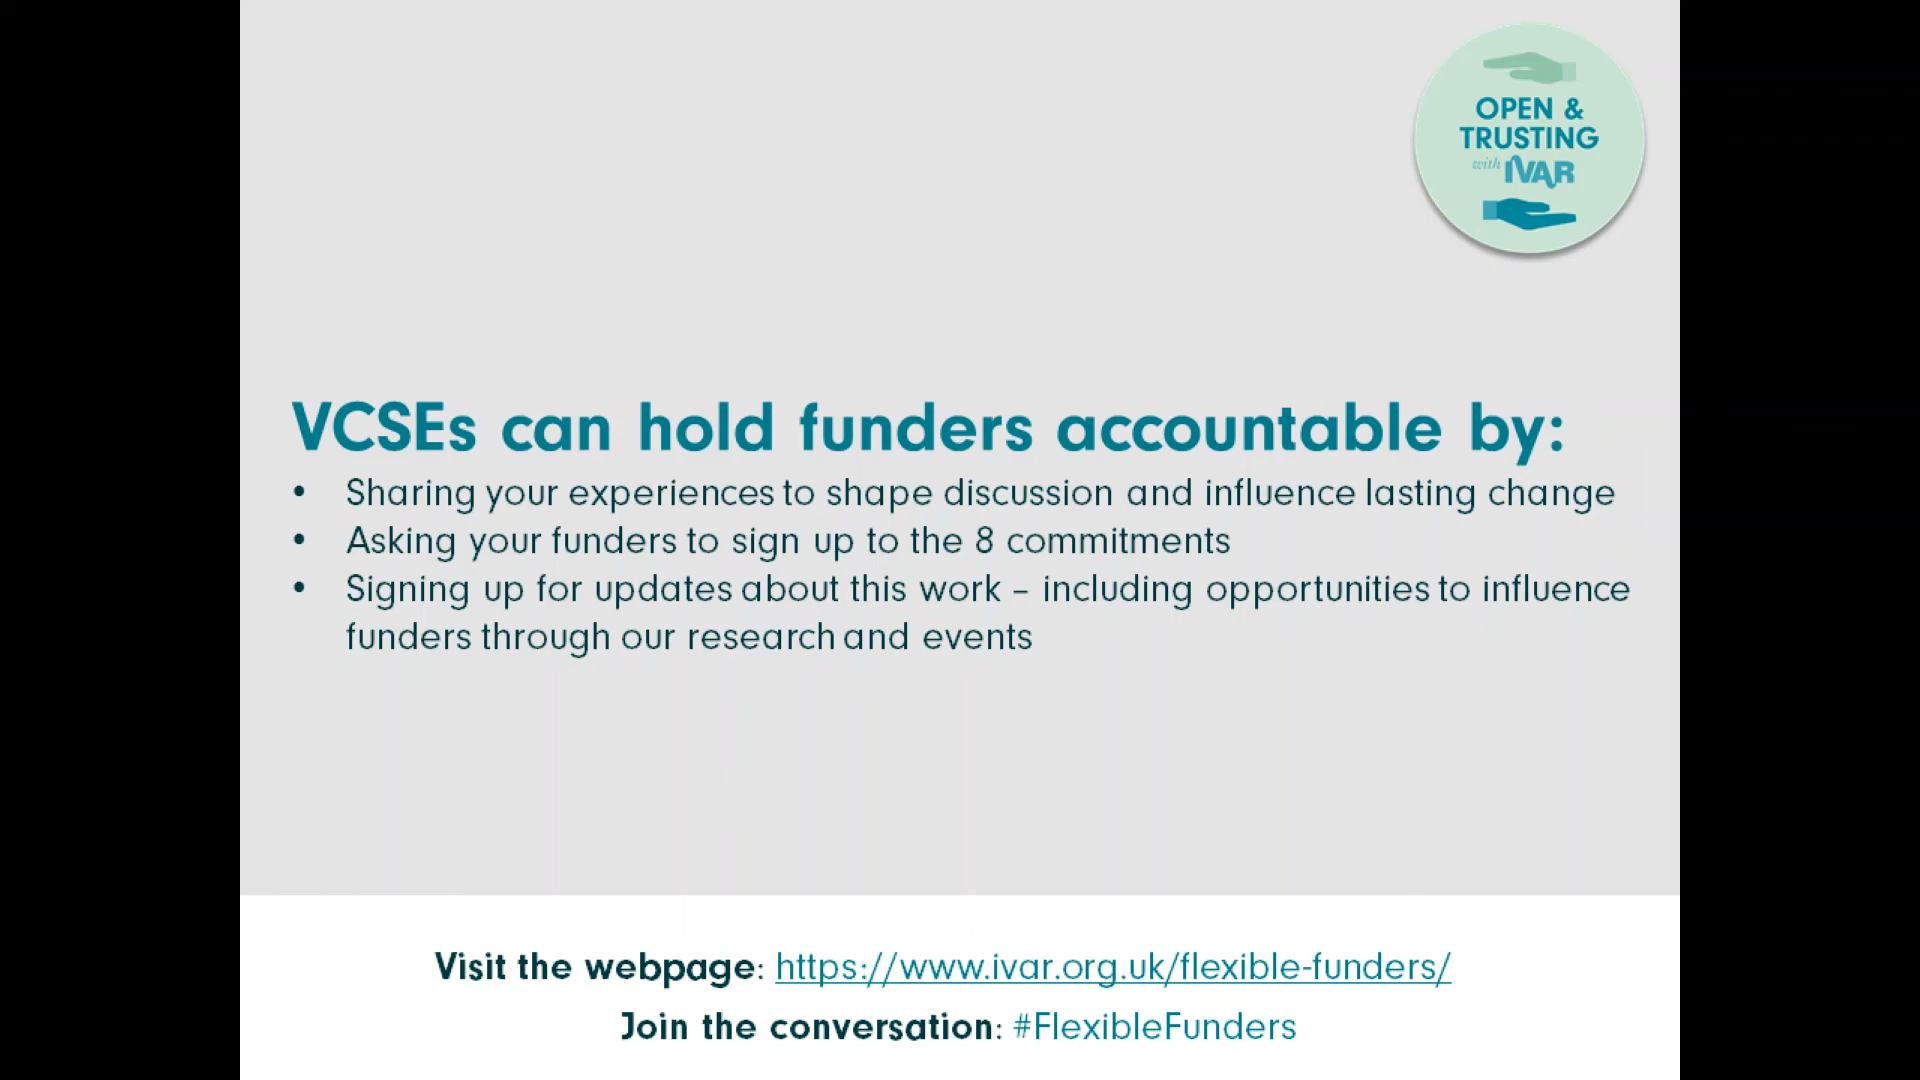 OPEN &
TRUSTING
with IVAR
VCSEs can hold funders accountable by:
• Sharing your experiences to shape discussion and influence lasting change
• Asking your funders to sign up to the 8 commitments
• Signing up for updates about this work – including opportunities to influence
funders through our research and events
Visit the webpage: https://www.ivar.org.uk/flexible-funders/
Join the conversation: #FlexibleFunders